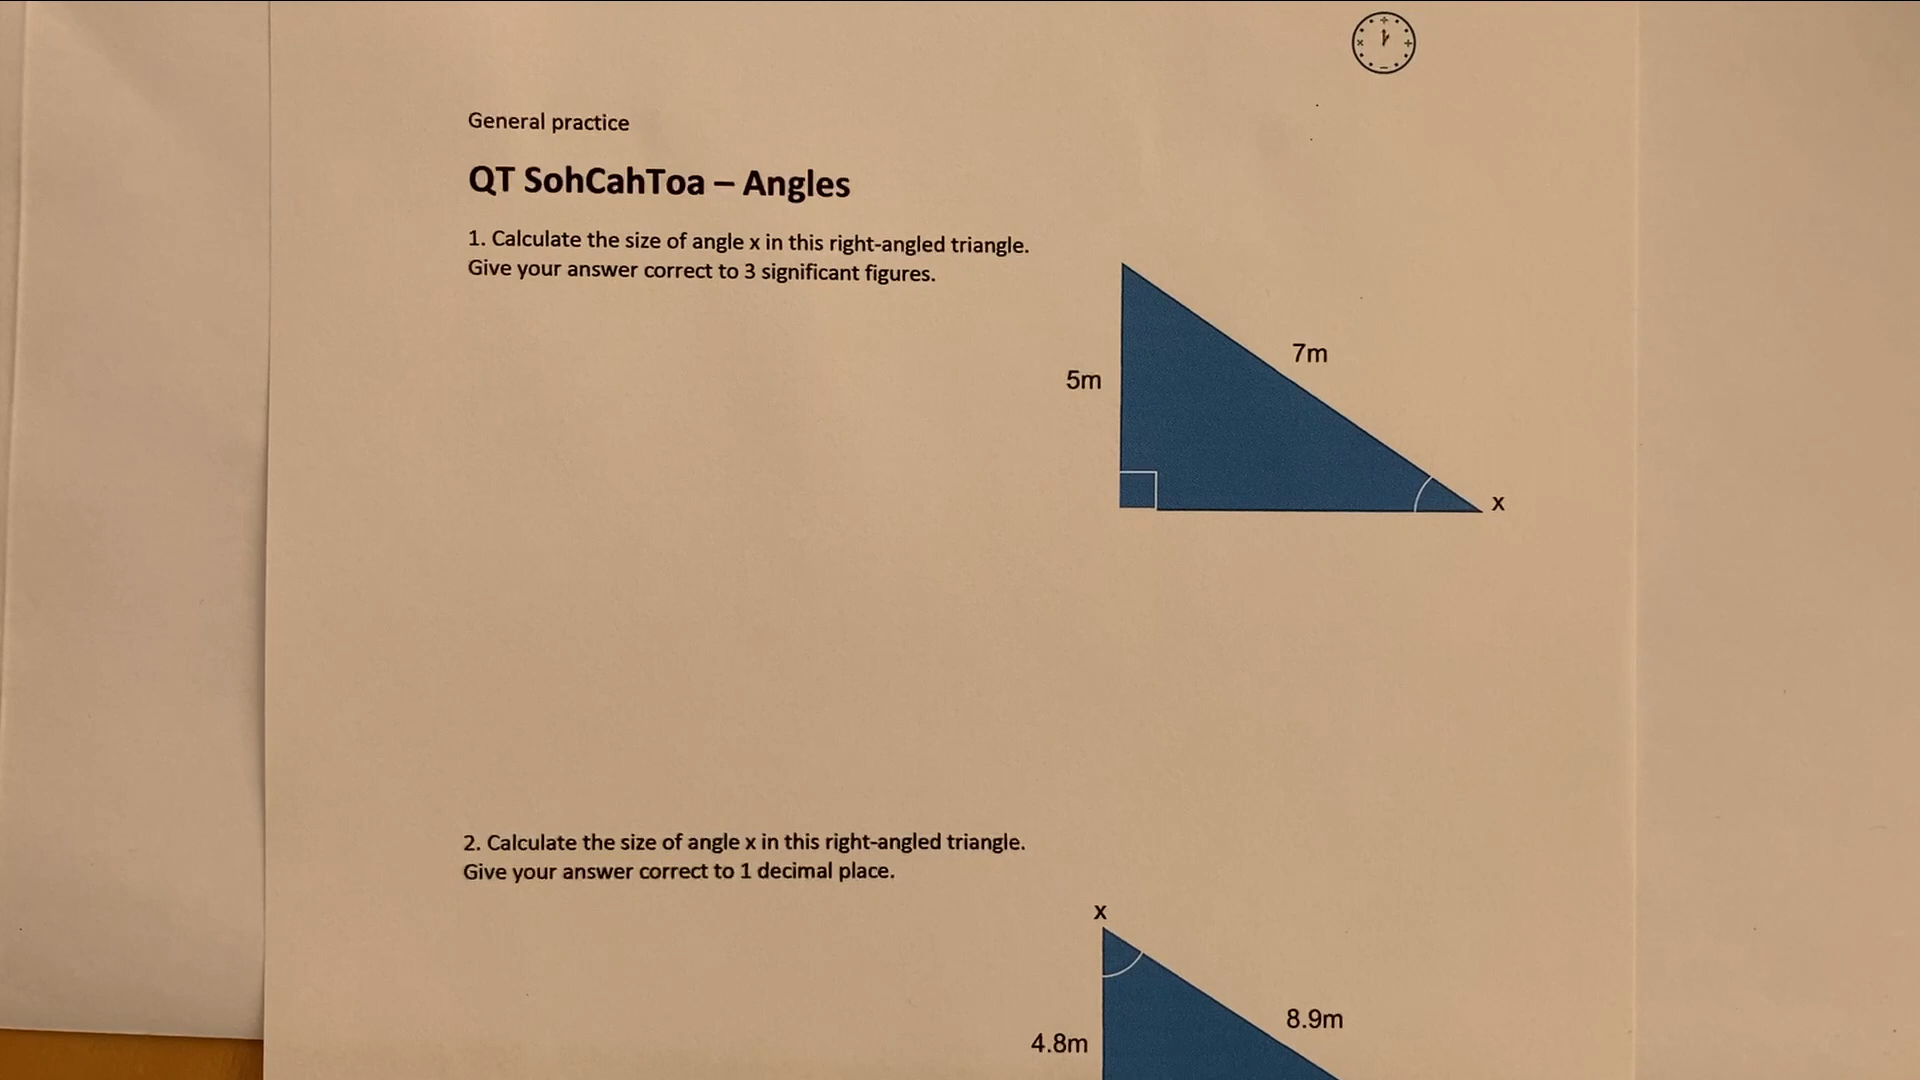 General practice
QT SohCahToa – Angles
1. Calculate the size of angle x in this right-angled triangle.
Give your answer correct to 3 significant figures.
7m
5m
x
2. Calculate the size of angle x in this right-angled triangle.
Give your answer correct to 1 decimal place.
x
8.9m
4.8m